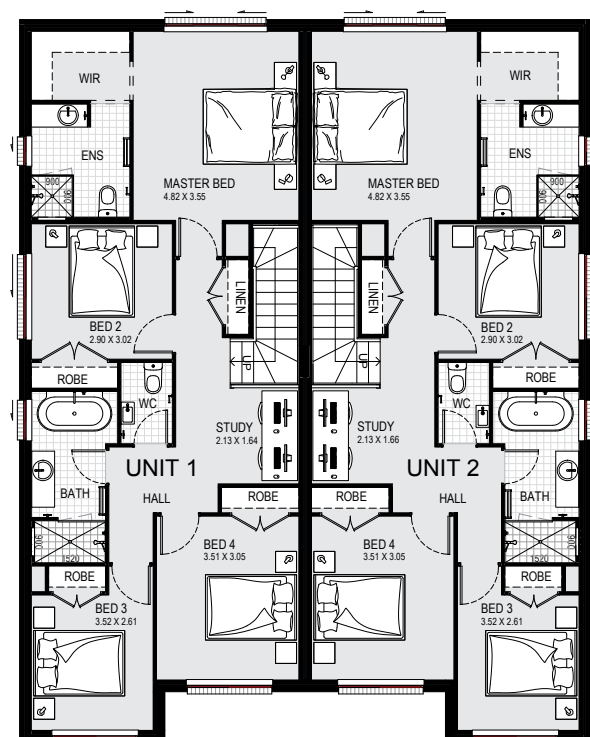 WIR
WIR
ENS
ENS
900
900
900
900
MASTER BED
4.82 X 3.55
MASTER BED
4.82 X 3.55
LINEN
LINEN
BED 2
2.90 X 3.02
BED 2
2.90 X 3.02
UP
UP
ROBE
ROBE
WC
WC
STUDY
2.13 X 1.64
STUDY
2.13 X 1.66
UNIT 1
UNIT 2
BATH
BATH
HALL
HALL
ROBE
ROBE
900
1520
900
1520
BED 4
3.51 X 3.05
BED 4
3.51 X 3.05
ROBE
ROBE
BED 3
3.52 X 2.61
BED 3
3.52 X 2.61